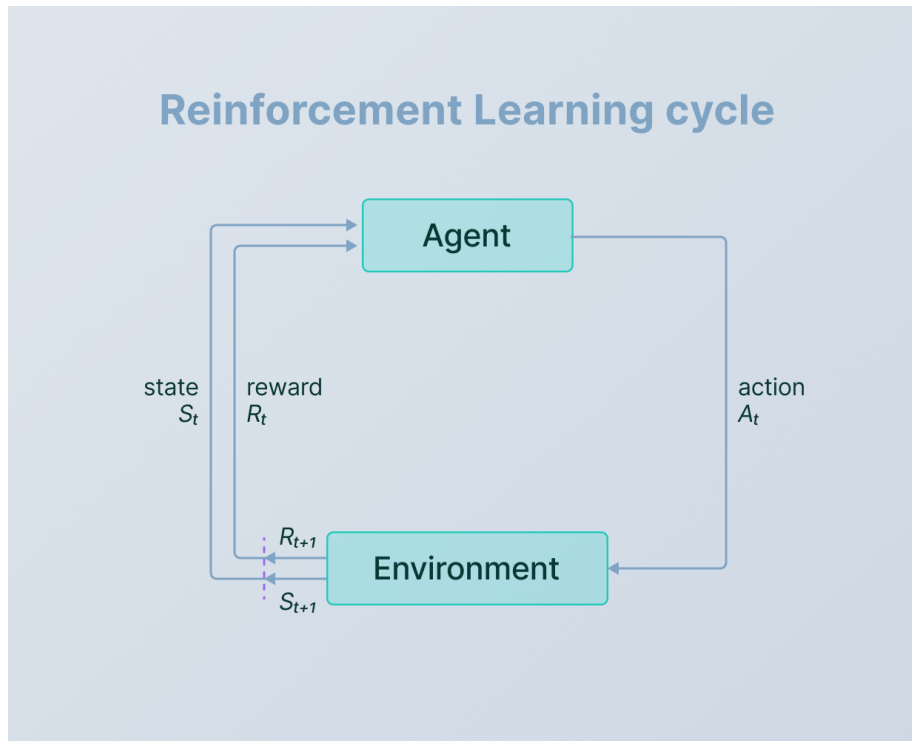 Reinforcement Learning cycle
Agent
state
Sₜ
reward
Rₜ
action
Aₜ
Rₜ₊₁
Environment
Sₜ₊₁